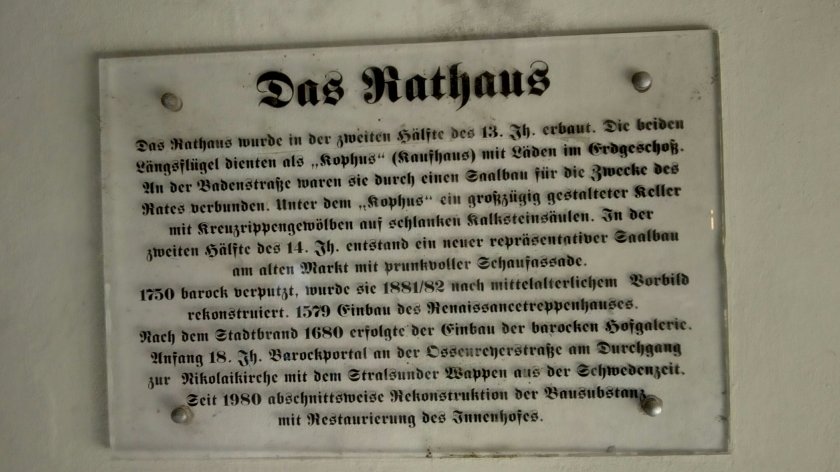 Das Rathaus
Das Rathaus wurde in der zweiten Hälfte des 13. Jh. erbaut. Die beiden
Längsflügel dienten als „Kophus“ (Kaufhaus) mit Läden im Erdgeschoß.
An der Badenstraße waren sie durch einen Saalbau für die Zwecke des
Rates verbunden. Unter dem „Kophus“ ein großzügig gestalteter Keller
mit Kreuzrippengewölben auf schlanken Kalksteinsäulen. In der
zweiten Hälfte des 14. Jh. entstand ein neuer repräsentativer Saalbau
am alten Markt mit prunkvoller Schaufassade.
1750 barock verputzt, wurde sie 1881/82 nach mittelalterlichem Vorbild
rekonstruiert. 1579 Einbau des Renaissancetreppenhauses.
Nach dem Stadtbrand 1680 erfolgte der Einbau der barocken Hofgalerie.
Anfang 18. Jh. Barockportal an der Ossenreyerstraße am Durchgang
zur Nikolaikirche mit dem Stralsunder Wappen aus der Schwedenzeit.
Seit 1980 abschnittsweise Rekonstruktion der Bausubstanz
mit Restaurierung des Innenhofes.